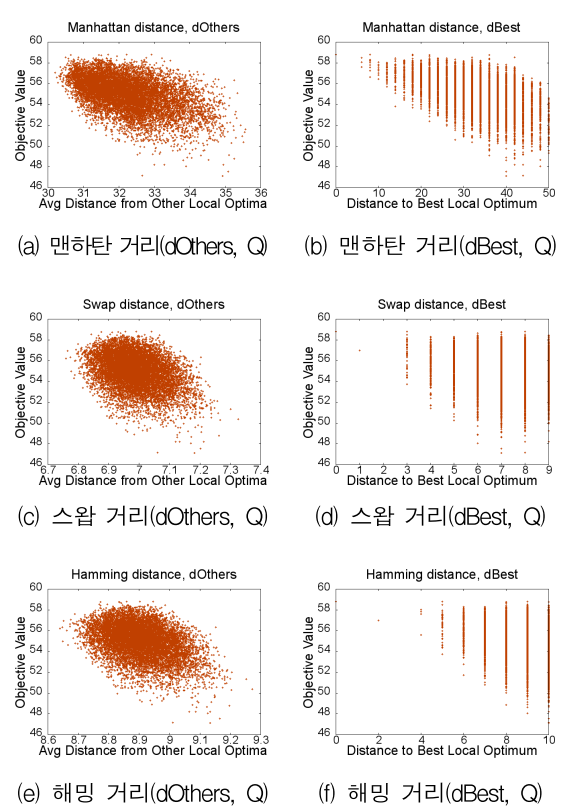 Manhattan distance, dOthers
Objective Value
60
58
56
54
52
50
48
46
30 31 32 33 34 35 36
Avg Distance from Other Local Optima
(a) 맨하탄 거리(dOthers, Q)
Manhattan distance, dBest
Objective Value
60
58
56
54
52
50
48
46
0 10 20 30 40 50
Distance to Best Local Optimum
(b) 맨하탄 거리(dBest, Q)
Swap distance, dOthers
Objective Value
60
58
56
54
52
50
48
46
6.7 6.8 6.9 7 7.1 7.2 7.3 7.4
Avg Distance from Other Local Optima
(c) 스왑 거리(dOthers, Q)
Swap distance, dBest
Objective Value
60
58
56
54
52
50
48
46
0 1 2 3 4 5 6 7 8 9
Distance to Best Local Optimum
(d) 스왑 거리(dBest, Q)
Hamming distance, dOthers
Objective Value
60
58
56
54
52
50
48
46
8.6 8.7 8.8 8.9 9 9.1 9.2 9.3
Avg Distance from Other Local Optima
(e) 해밍 거리(dOthers, Q)
Hamming distance, dBest
Objective Value
60
58
56
54
52
50
48
46
0 2 4 6 8 10
Distance to Best Local Optimum
(f) 해밍 거리(dBest, Q)